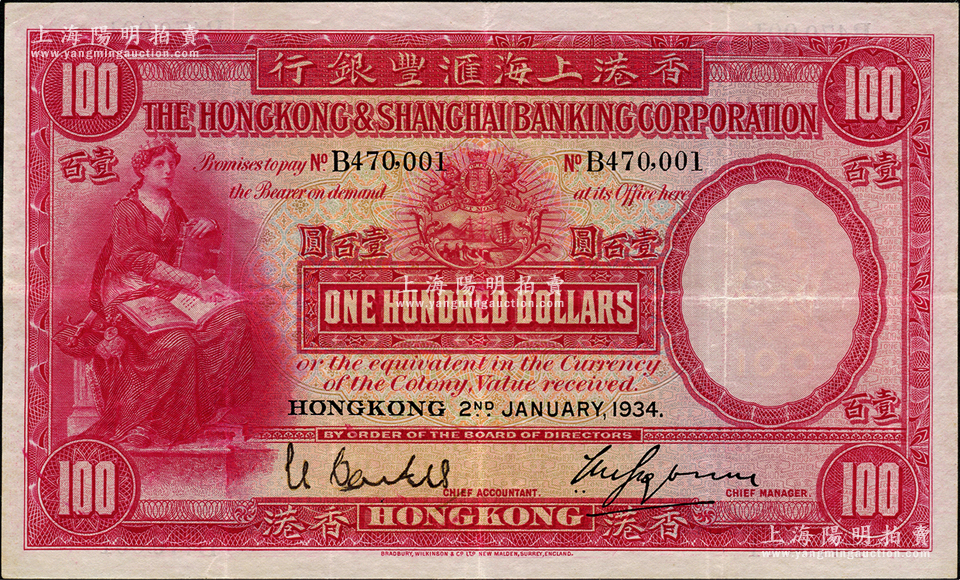 上海陽明拍賣
www.yangmingauction.com
行銀豐滙海上港香
100 100
THE HONGKONG & SHANGHAI BANKING CORPORATION
百壹 百壹
Promises to pay Nº B470,001 Nº B470,001
the Bearer on demand at its Office here
圓百壹 圓百壹
上海陽明拍賣
www.yangmingauction.com
ONE HUNDRED DOLLARS
or the equivalent in the Currency
of the Colony, Value received.
HONGKONG 2ND JANUARY, 1934.
百壹
BY ORDER OF THE BOARD OF DIRECTORS
100 100
CHIEF ACCOUNTANT. CHIEF MANAGER.
港香 HONGKONG 港香
上海陽明拍賣
www.yangmingauction.com
BRADBURY, WILKINSON & Cº LTD NEW MALDEN, SURREY, ENGLAND.